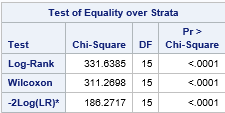 Test of Equality over Strata
Test Chi-Square DF Pr > Chi-Square
Log-Rank 331.6385 15 <.0001
Wilcoxon 311.2698 15 <.0001
-2Log(LR)* 186.2717 15 <.0001